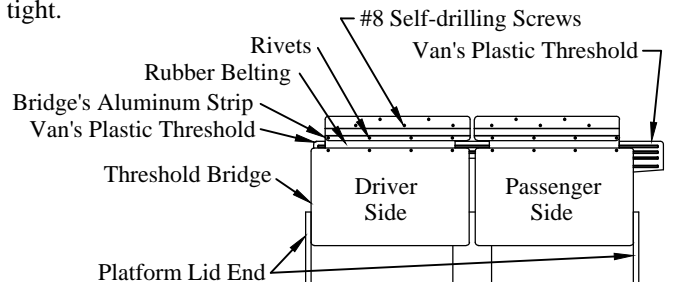 tight.
#8 Self-drilling Screws
Rivets
Van's Plastic Threshold
Rubber Belting
Bridge's Aluminum Strip
Van's Plastic Threshold
Threshold Bridge
Driver
Side
Passenger
Side
Platform Lid End